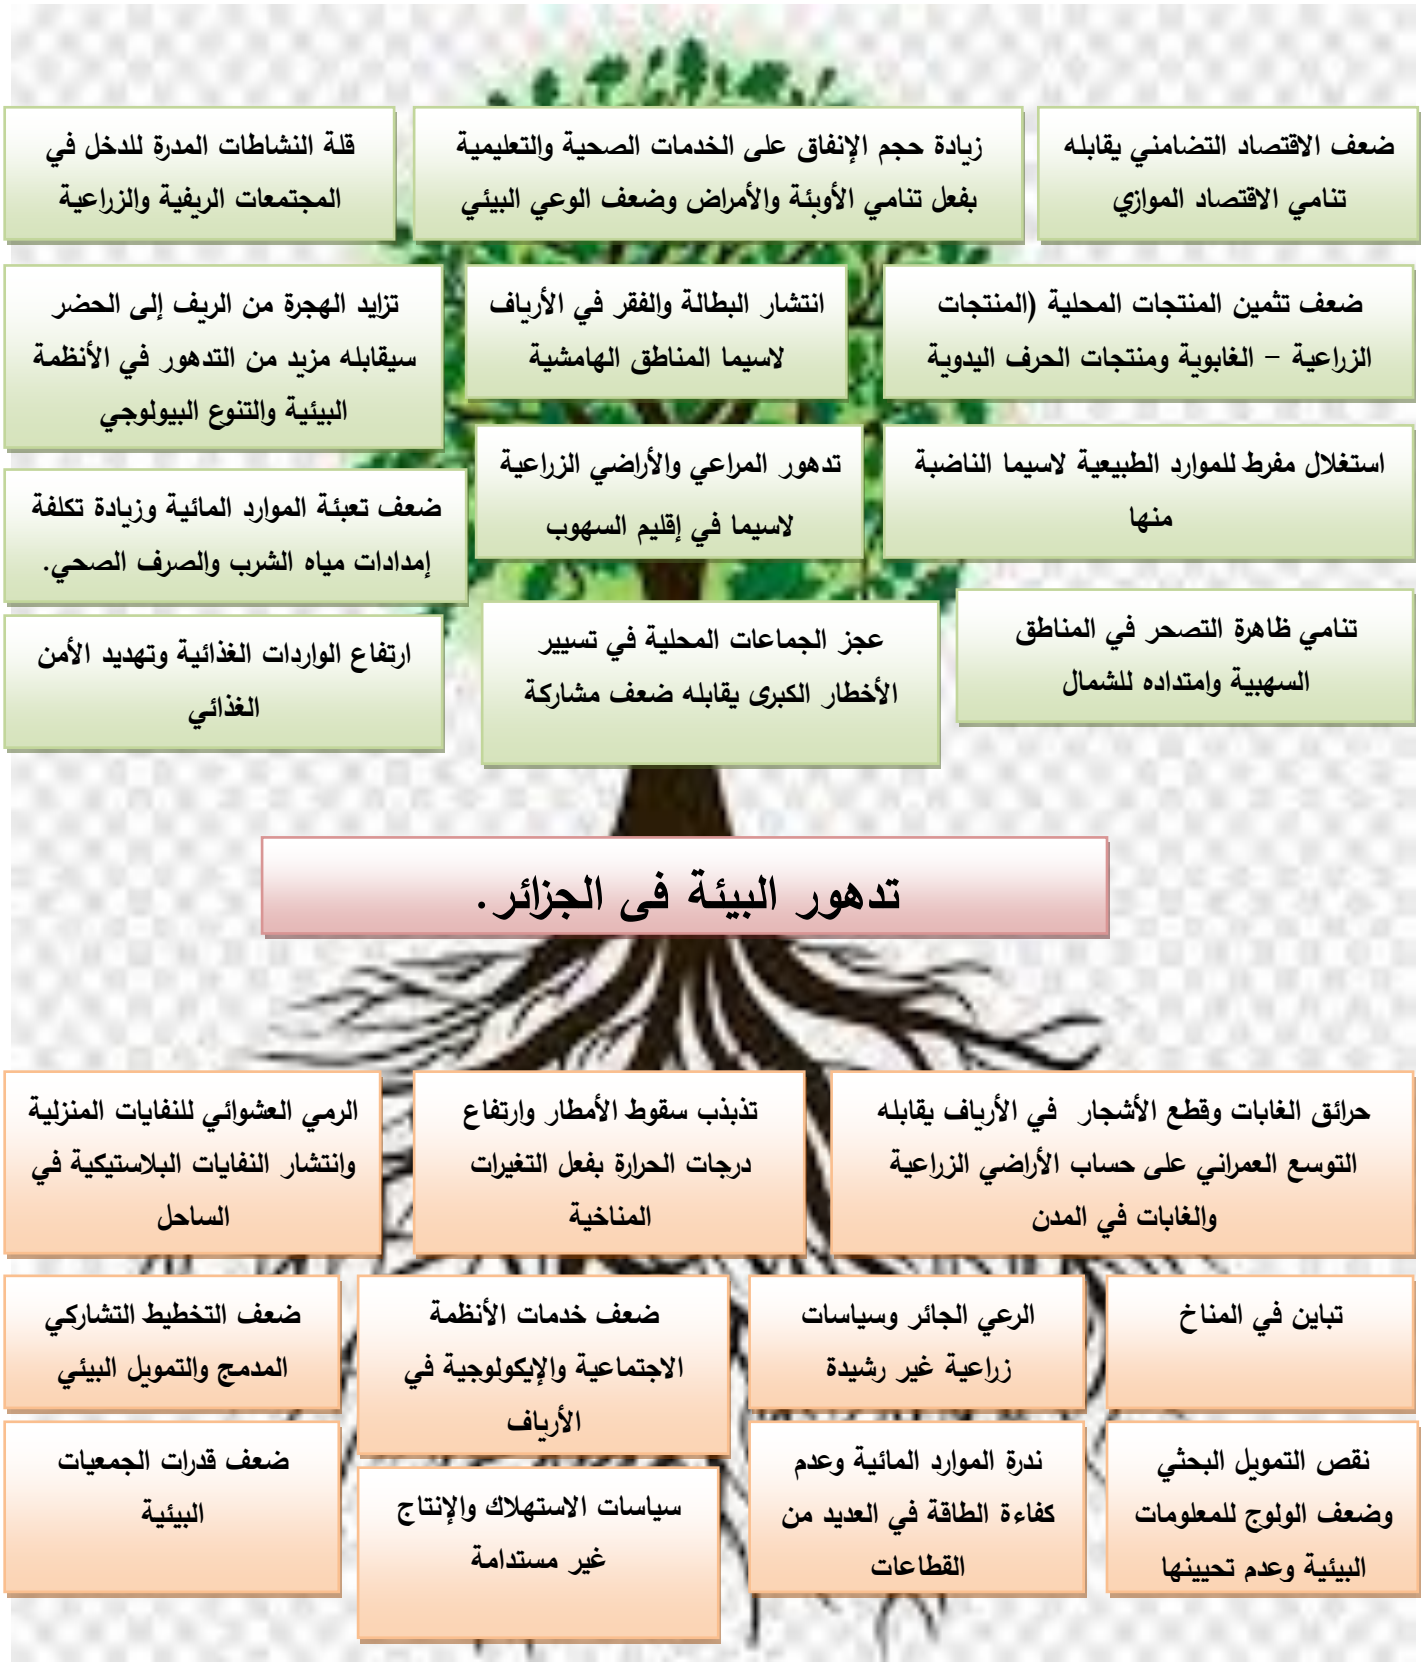 ضعف الاقتصاد التضامني يقابله
تنامي الاقتصاد الموازي
زيادة حجم الإنفاق على الخدمات الصحية والتعليمية
بفعل تنامي الأوبئة والأمراض وضعف الوعي البيئي
قلة النشاطات المدرة للدخل في
المجتمعات الريفية والزراعية
ضعف تثمين المنتجات المحلية (المنتجات
الزراعية – الغابوية ومنتجات الحرف اليدوية
انتشار البطالة والفقر في الأرياف
لاسيما المناطق الهامشية
تزايد الهجرة من الريف إلى الحضر
سيقابله مزيد من التدهور في الأنظمة
البيئية والتنوع البيولوجي
استغلال مفرط للموارد الطبيعية لاسيما الناضبة
منها
تدهور المراعي والأراضي الزراعية
لاسيما في إقليم السهوب
ضعف تعبئة الموارد المائية وزيادة تكلفة
إمدادات مياه الشرب والصرف الصحي.
تنامي ظاهرة التصحر في المناطق
السهبية وامتداده للشمال
عجز الجماعات المحلية في تسيير
الأخطار الكبرى يقابله ضعف مشاركة
ارتفاع الواردات الغذائية وتهديد الأمن
الغذائي
تدهور البيئة فى الجزائر.
حرائق الغابات وقطع الأشجار في الأرياف يقابله
التوسع العمراني على حساب الأراضي الزراعية
والغابات في المدن
تذبذب سقوط الأمطار وارتفاع
درجات الحرارة بفعل التغيرات
المناخية
الرمي العشوائي للنفايات المنزلية
وانتشار النفايات البلاستيكية في
الساحل
تباين في المناخ
الرعي الجائر وسياسات
زراعية غير رشيدة
ضعف خدمات الأنظمة
الاجتماعية والإيكولوجية في
الأرياف
ضعف التخطيط التشاركي
المدمج والتمويل البيئي
نقص التمويل البحثي
وضعف الولوج للمعلومات
البيئية وعدم تحيينها
ندرة الموارد المائية وعدم
كفاءة الطاقة في العديد من
القطاعات
سياسات الاستهلاك والإنتاج
غير مستدامة
ضعف قدرات الجمعيات
البيئية